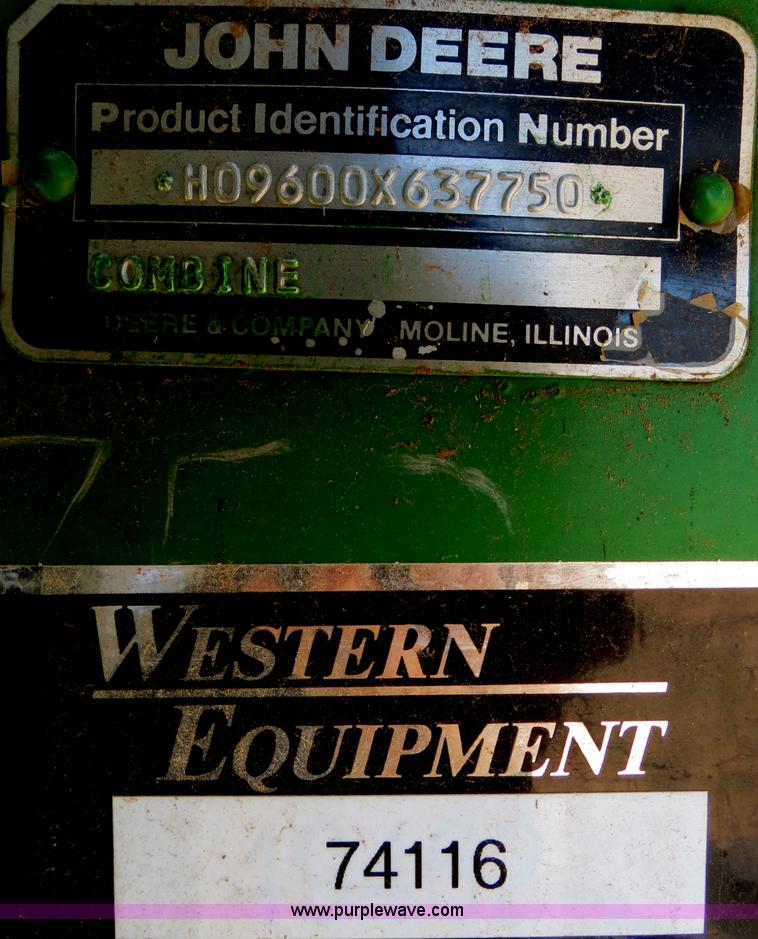 JOHN DEERE
Product Identification Number
*H09600X637750*
COMBINE
DEERE & COMPANY MOLINE, ILLINOIS
WESTERN
EQUIPMENT
74116
www.purplewave.com